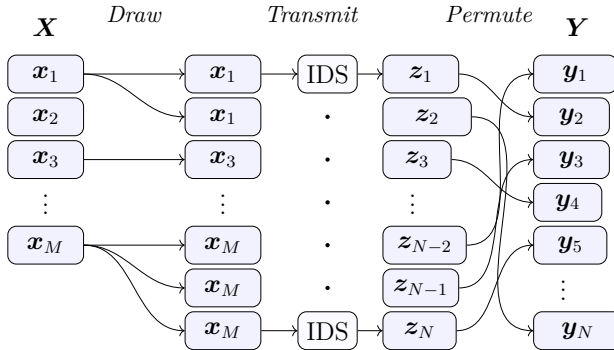 Draw Transmit Permute
X Y
x1 x1 IDS z1 y1
x2 x1 · z2 y2
x3 x3 · z3 y3
⋮ ⋮ y4
xM xM · zN−2 y5
xM · zN−1 ⋮
xM IDS zN yN